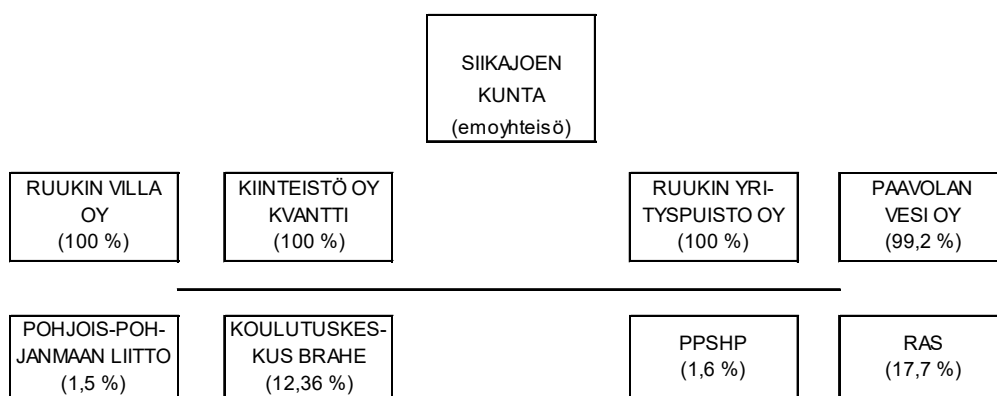 SIIKAJOEN
KUNTA
(emoyhteisö)
RUUKIN VILLA
OY
(100 %)
KIINTEISTÖ OY
KVANTTI
(100 %)
RUUKIN YRI-
TYSPUISTO OY
(100 %)
PAAVOLAN
VESI OY
(99,2 %)
POHJOIS-POH-
JANMAAN LIITTO
(1,5 %)
KOULUTUSKES-
KUS BRAHE
(12,36 %)
PPSHP
(1,6 %)
RAS
(17,7 %)